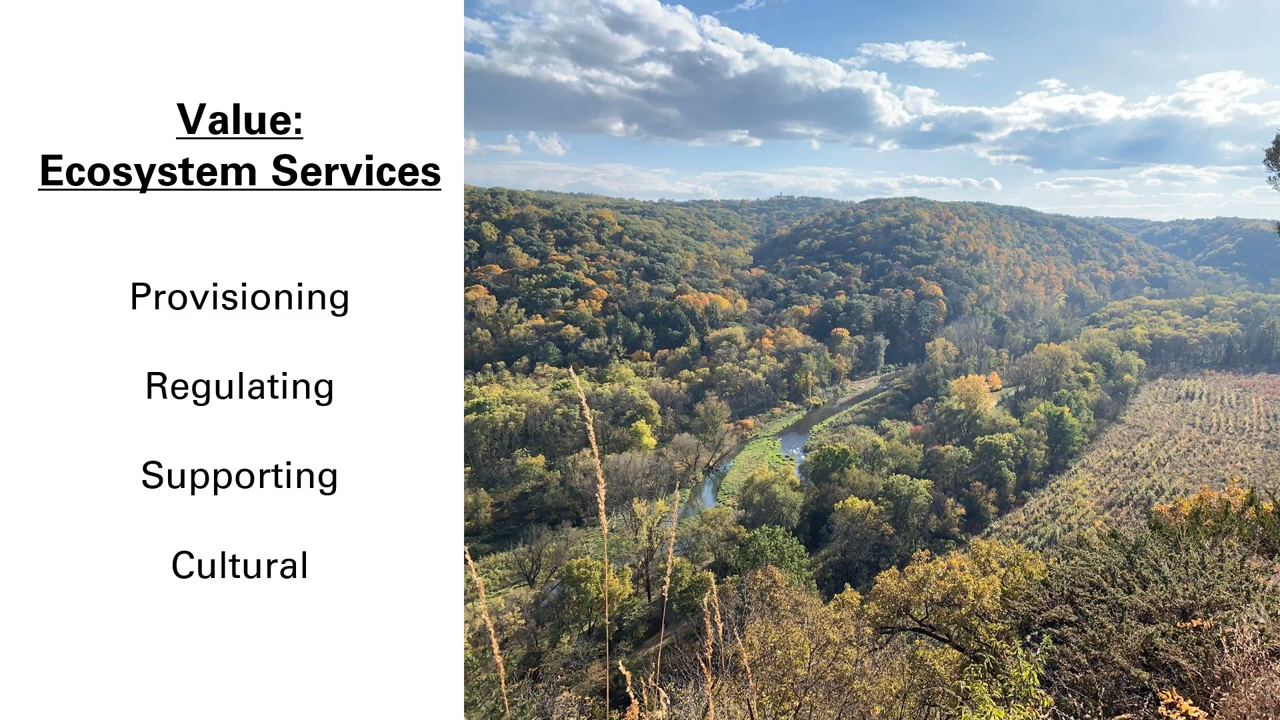 Value:
Ecosystem Services
Provisioning
Regulating
Supporting
Cultural